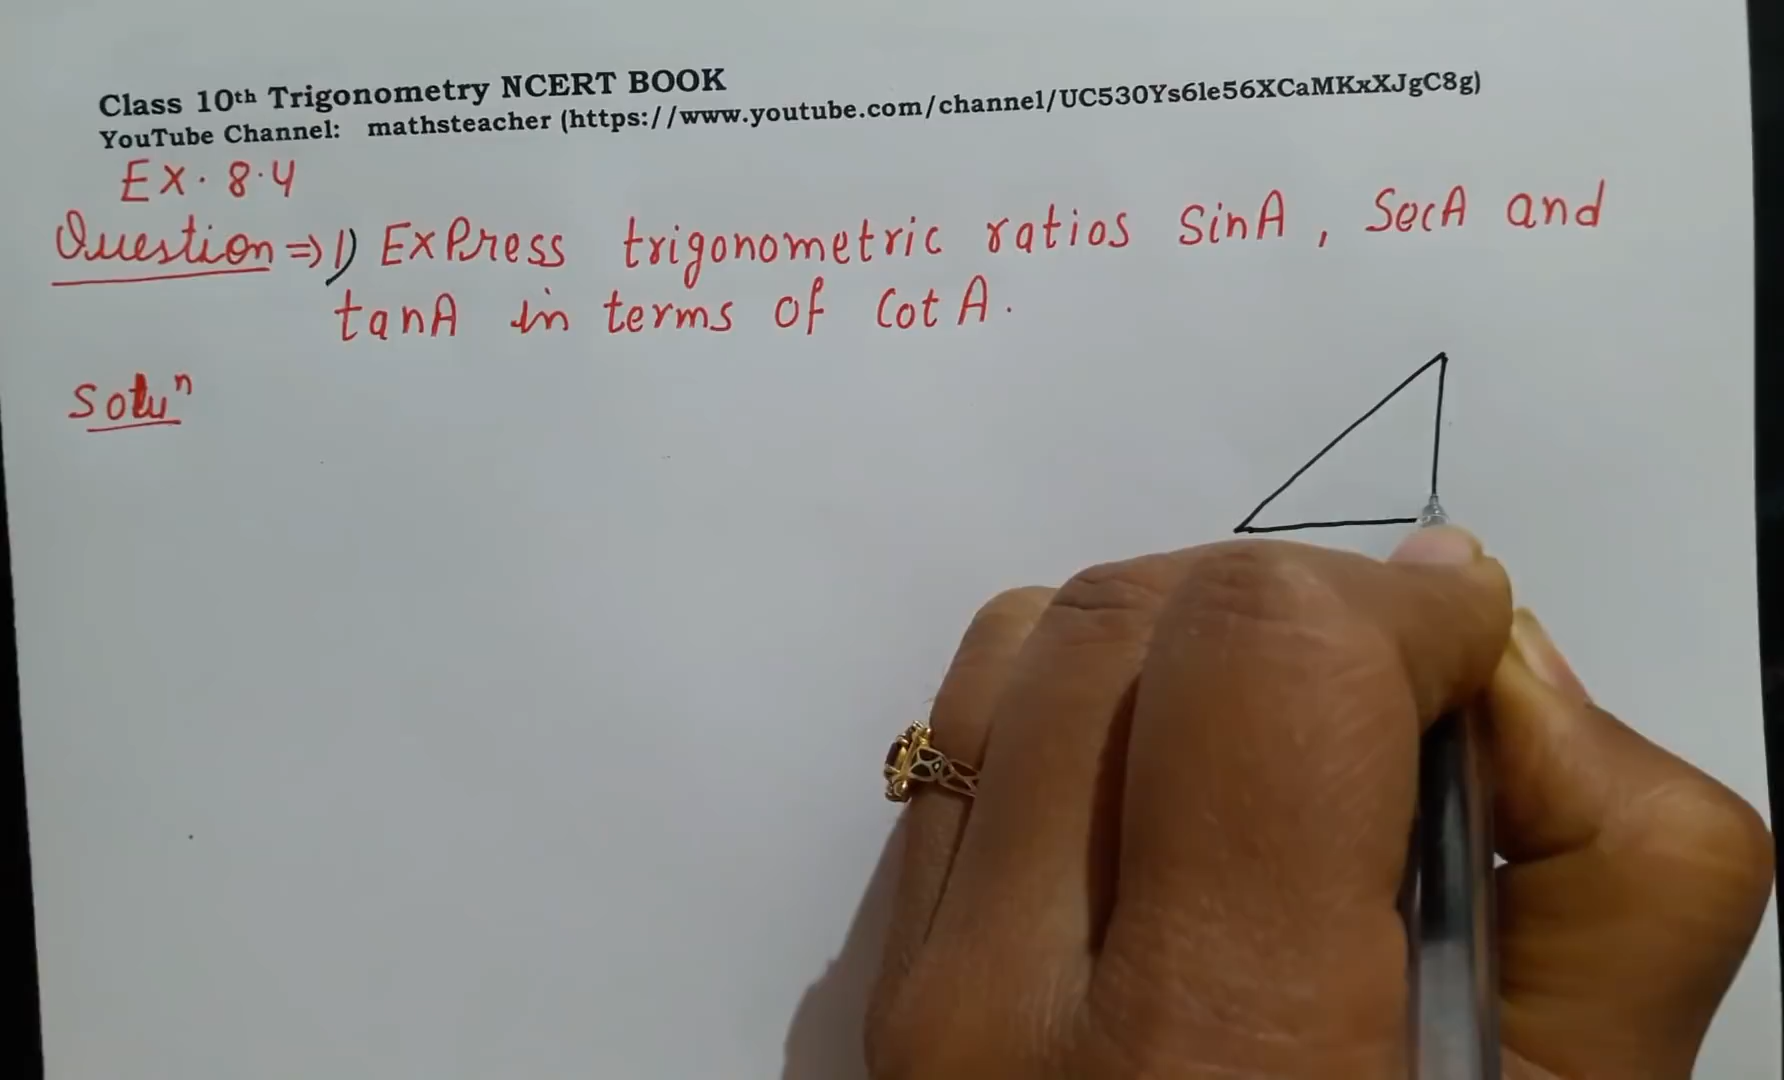 Class 10th Trigonometry NCERT BOOK
YouTube Channel: mathsteacher (https://www.youtube.com/channel/UC530Ys6le56XCaMKxXJgC8g)
Ex. 8.4
Question ⇒ 1) Express trigonometric ratios SinA, SecA and
tanA in terms of Cot A.
Soluⁿ